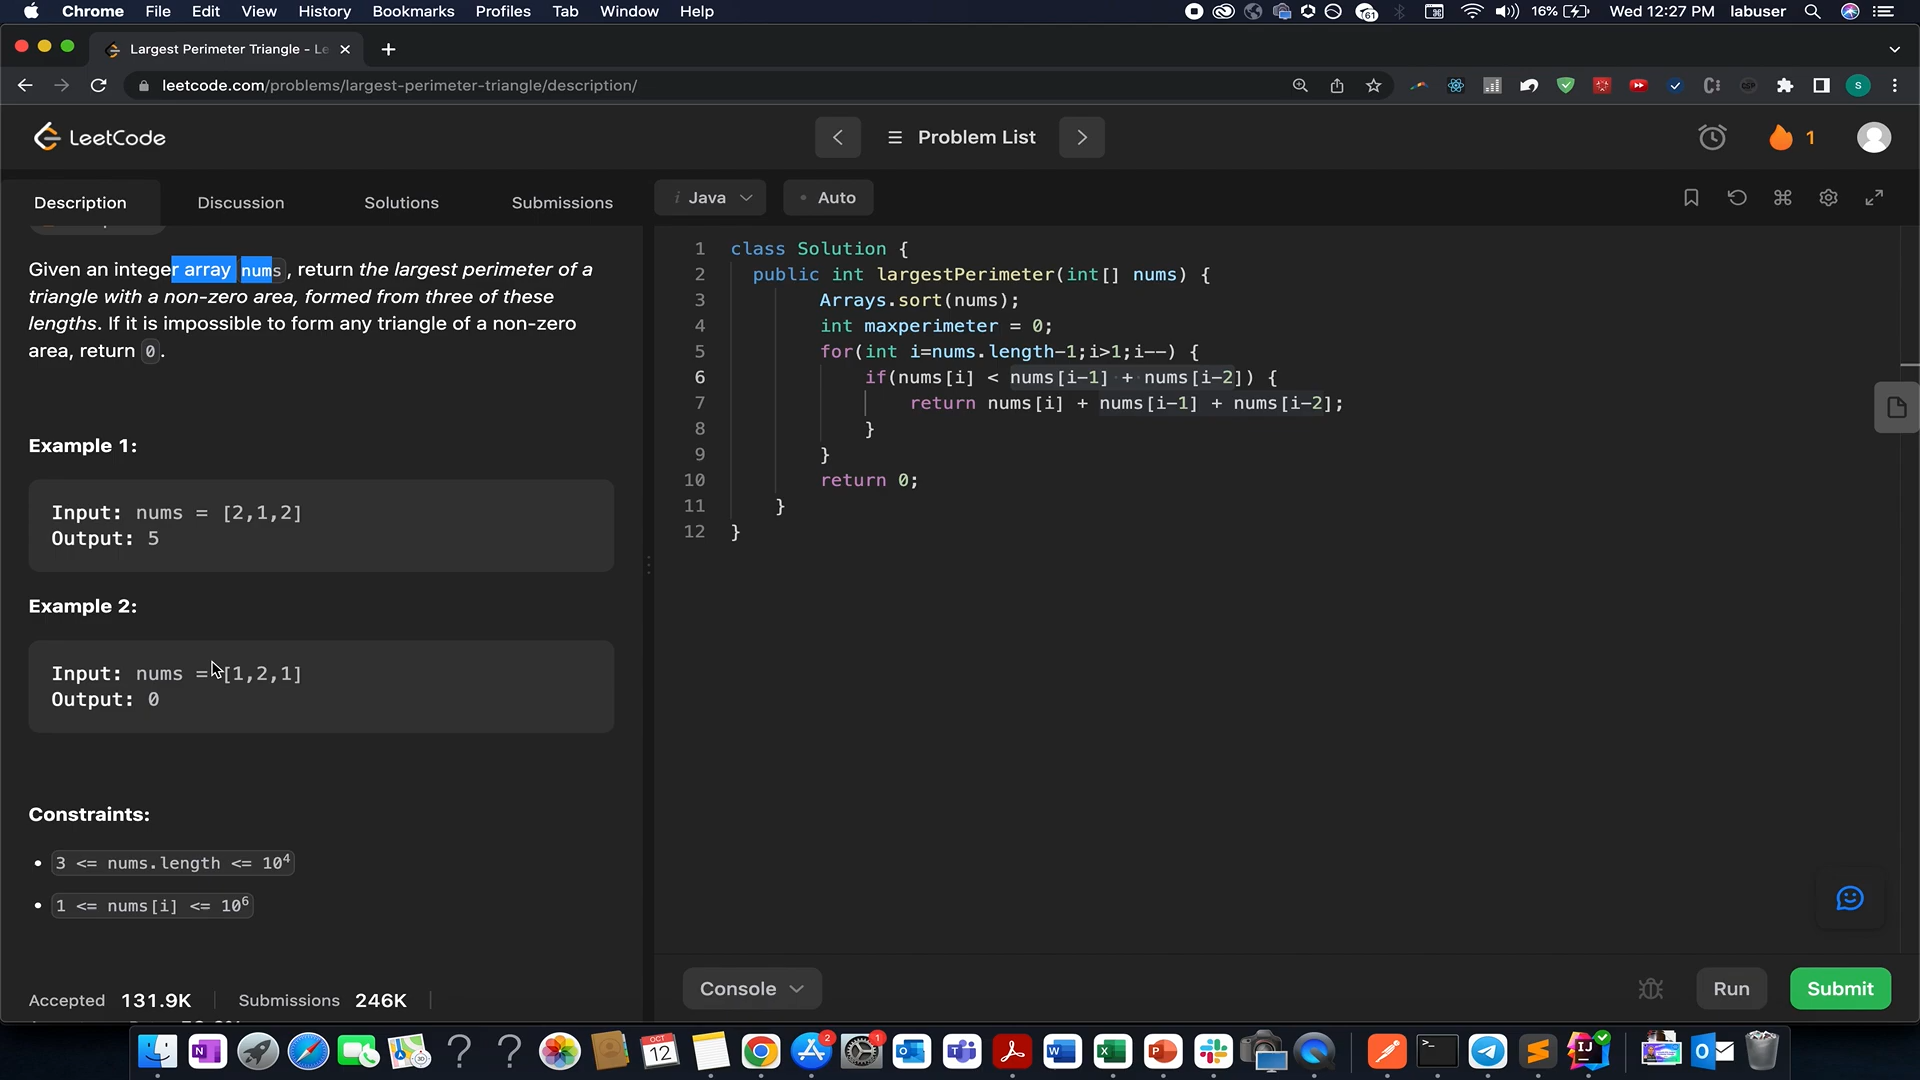 Chrome File Edit View History Bookmarks Profiles Tab Window Help 61 16% Wed 12:27 PM labuser
Largest Perimeter Triangle - Le
leetcode.com/problems/largest-perimeter-triangle/description/
LeetCode
Problem List
1
Description Discussion Solutions Submissions
i Java
Auto
Given an integer array nums, return the largest perimeter of a
triangle with a non-zero area, formed from three of these
lengths. If it is impossible to form any triangle of a non-zero
area, return 0.
Example 1:
Input: nums = [2,1,2]
Output: 5
Example 2:
Input: nums = [1,2,1]
Output: 0
Constraints:
• 3 <= nums.length <= 10⁴
• 1 <= nums[i] <= 10⁶
Accepted 131.9K Submissions 246K
1 class Solution {
2 public int largestPerimeter(int[] nums) {
3 Arrays.sort(nums);
4 int maxperimeter = 0;
5 for(int i=nums.length-1;i>1;i--) {
6 if(nums[i] < nums[i-1] + nums[i-2]) {
7 return nums[i] + nums[i-1] + nums[i-2];
8 }
9 }
10 return 0;
11 }
12 }
Console
Run
Submit
OCT
12
2
1